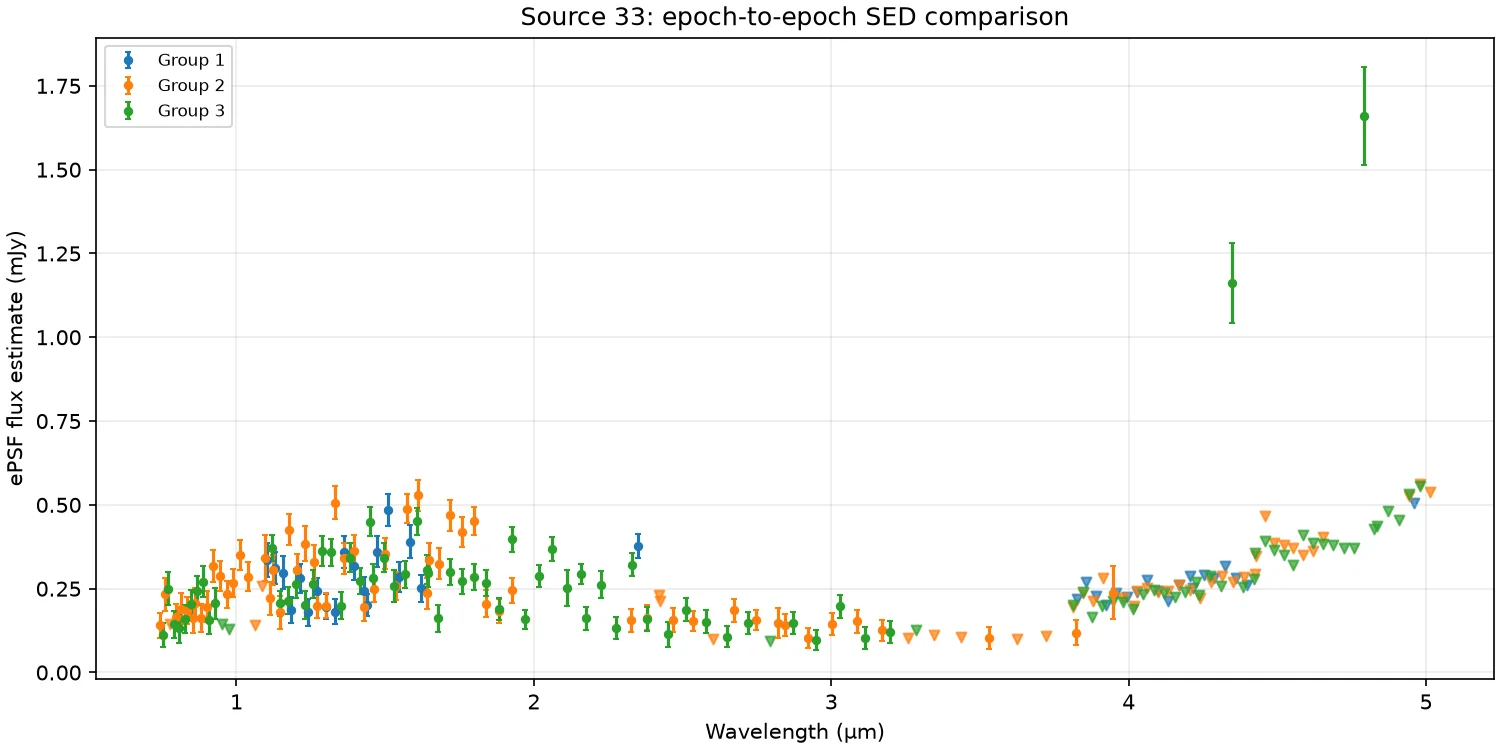 Source 33: epoch-to-epoch SED comparison
Group 1
Group 2
Group 3
ePSF flux estimate (mJy)
1.75
1.50
1.25
1.00
0.75
0.50
0.25
0.00
1 2 3 4 5
Wavelength (μm)